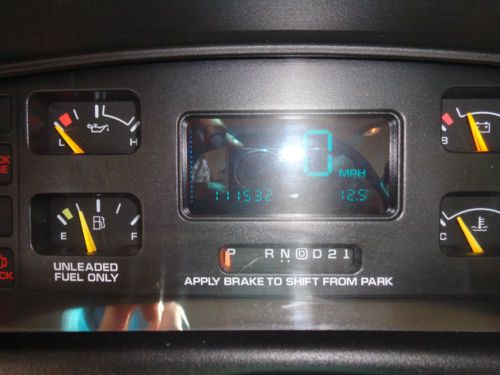 L H
B
0
MPH
111532 12.5
E F
C
P R N D D 2 1
UNLEADED
FUEL ONLY
APPLY BRAKE TO SHIFT FROM PARK